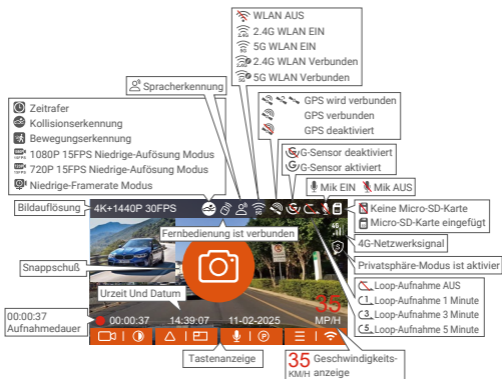 WLAN AUS
2.4G WLAN EIN
5G WLAN EIN
2.4G WLAN Verbunden
5G WLAN Verbunden
Spracherkennung
GPS wird verbunden
GPS verbunden
GPS deaktiviert
Zeitrafer
Kollisionserkennung
Bewegungserkennung
1080P 15FPS Niedrige-Aufösung Modus
720P 15FPS Niedrige-Aufösung Modus
Niedrige-Framerate Modus
G-Sensor deaktiviert
G-Sensor aktiviert
Mik EIN
Mik AUS
Bildauflösung
4K+1440P 30FPS
Keine Micro-SD-Karte
Micro-SD-Karte eingefügt
Fernbedienung ist verbunden
4G-Netzwerksignal
Privatsphäre-Modus ist aktivier
Snappschuß
Loop-Aufnahme AUS
Loop-Aufnahme 1 Minute
Loop-Aufnahme 3 Minute
Loop-Aufnahme 5 Minute
Urzeit Und Datum
00:00:37
Aufnahmedauer
00:00:37
14:39:07
11-02-2025
35
MP/H
Tastenanzeige
35
KM/H
Geschwindigkeits-
anzeige